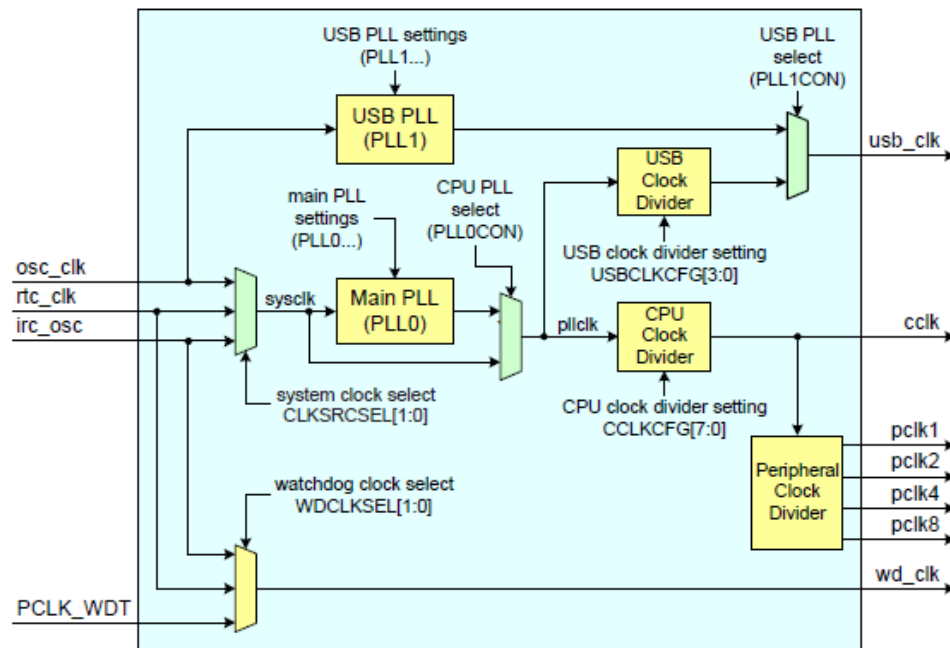 USB PLL settings
(PLL1...)
USB PLL
select
(PLL1CON)
USB PLL
(PLL1)
usb_clk
USB
Clock
Divider
main PLL
settings
(PLL0...)
CPU PLL
select
(PLL0CON)
USB clock divider setting
USBCLKCFG[3:0]
osc_clk
rtc_clk
irc_osc
sysclk
Main PLL
(PLL0)
pllclk
CPU
Clock
Divider
cclk
system clock select
CLKSRCSEL[1:0]
CPU clock divider setting
CCLKCFG[7:0]
Peripheral
Clock
Divider
pclk1
pclk2
pclk4
pclk8
watchdog clock select
WDCLKSEL[1:0]
wd_clk
PCLK_WDT